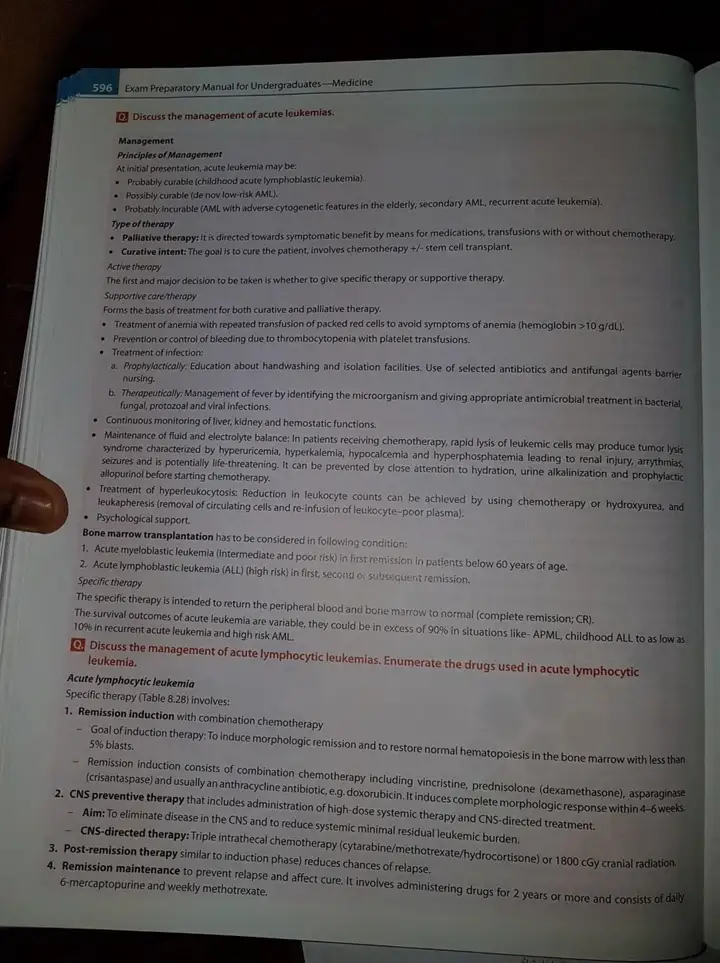 596 Exam Preparatory Manual for Undergraduates—Medicine
Q. Discuss the management of acute leukemias.
Management
Principles of Management
At initial presentation, acute leukemia may be:
• Probably curable (childhood acute lymphoblastic leukemia).
• Possibly curable (de nov low-risk AML).
• Probably incurable (AML with adverse cytogenetic features in the elderly, secondary AML, recurrent acute leukemia).
Type of therapy
• Palliative therapy: It is directed towards symptomatic benefit by means for medications, transfusions with or without chemotherapy.
• Curative intent: The goal is to cure the patient, involves chemotherapy +/- stem cell transplant.
Active therapy
The first and major decision to be taken is whether to give specific therapy or supportive therapy.
Supportive care/therapy
Forms the basis of treatment for both curative and palliative therapy.
• Treatment of anemia with repeated transfusion of packed red cells to avoid symptoms of anemia (hemoglobin >10 g/dL).
• Prevention or control of bleeding due to thrombocytopenia with platelet transfusions.
• Treatment of infection:
a. Prophylactically: Education about handwashing and isolation facilities. Use of selected antibiotics and antifungal agents barrier
nursing.
b. Therapeutically: Management of fever by identifying the microorganism and giving appropriate antimicrobial treatment in bacterial,
fungal, protozoal and viral infections.
• Continuous monitoring of liver, kidney and hemostatic functions.
• Maintenance of fluid and electrolyte balance: In patients receiving chemotherapy, rapid lysis of leukemic cells may produce tumor lysis
syndrome characterized by hyperuricemia, hyperkalemia, hypocalcemia and hyperphosphatemia leading to renal injury, arrythmias,
seizures and is potentially life-threatening. It can be prevented by close attention to hydration, urine alkalinization and prophylactic
allopurinol before starting chemotherapy.
• Treatment of hyperleukocytosis: Reduction in leukocyte counts can be achieved by using chemotherapy or hydroxyurea, and
leukapheresis (removal of circulating cells and re-infusion of leukocyte–poor plasma).
• Psychological support.
Bone marrow transplantation has to be considered in following condition:
1. Acute myeloblastic leukemia (Intermediate and poor risk) in first remission in patients below 60 years of age.
2. Acute lymphoblastic leukemia (ALL) (high risk) in first, second or subsequent remission.
Specific therapy
The specific therapy is intended to return the peripheral blood and bone marrow to normal (complete remission; CR).
The survival outcomes of acute leukemia are variable, they could be in excess of 90% in situations like- APML, childhood ALL to as low as
10% in recurrent acute leukemia and high risk AML.
Q. Discuss the management of acute lymphocytic leukemias. Enumerate the drugs used in acute lymphocytic
leukemia.
Acute lymphocytic leukemia
Specific therapy (Table 8.28) involves:
1. Remission induction with combination chemotherapy
– Goal of induction therapy: To induce morphologic remission and to restore normal hematopoiesis in the bone marrow with less than
5% blasts.
– Remission induction consists of combination chemotherapy including vincristine, prednisolone (dexamethasone), asparaginase
(crisantaspase) and usually an anthracycline antibiotic, e.g. doxorubicin. It induces complete morphologic response within 4–6 weeks.
2. CNS preventive therapy that includes administration of high-dose systemic therapy and CNS-directed treatment.
– Aim: To eliminate disease in the CNS and to reduce systemic minimal residual leukemic burden.
– CNS-directed therapy: Triple intrathecal chemotherapy (cytarabine/methotrexate/hydrocortisone) or 1800 cGy cranial radiation.
3. Post-remission therapy similar to induction phase) reduces chances of relapse.
4. Remission maintenance to prevent relapse and affect cure. It involves administering drugs for 2 years or more and consists of daily
6-mercaptopurine and weekly methotrexate.